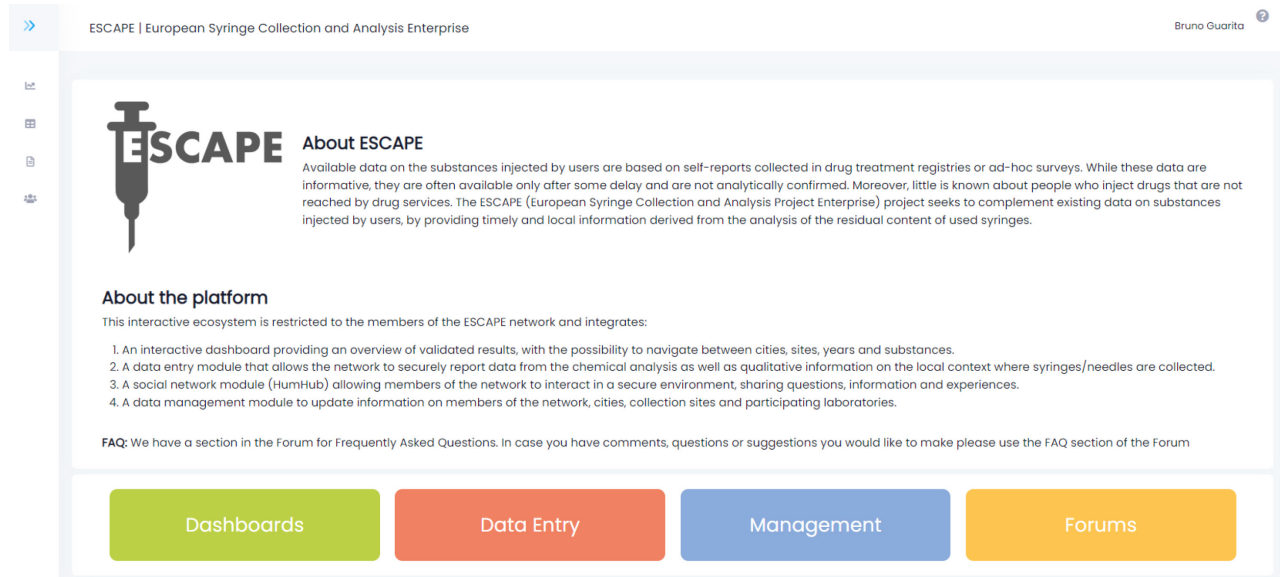 ESCAPE | European Syringe Collection and Analysis Enterprise
Bruno Guarita
ESCAPE
About ESCAPE
Available data on the substances injected by users are based on self-reports collected in drug treatment registries or ad-hoc surveys. While these data are
informative, they are often available only after some delay and are not analytically confirmed. Moreover, little is known about people who inject drugs that are not
reached by drug services. The ESCAPE (European Syringe Collection and Analysis Project Enterprise) project seeks to complement existing data on substances
injected by users, by providing timely and local information derived from the analysis of the residual content of used syringes.
About the platform
This interactive ecosystem is restricted to the members of the ESCAPE network and integrates:
1. An interactive dashboard providing an overview of validated results, with the possibility to navigate between cities, sites, years and substances.
2. A data entry module that allows the network to securely report data from the chemical analysis as well as qualitative information on the local context where syringes/needles are collected.
3. A social network module (HumHub) allowing members of the network to interact in a secure environment, sharing questions, information and experiences.
4. A data management module to update information on members of the network, cities, collection sites and participating laboratories.
FAQ: We have a section in the Forum for Frequently Asked Questions. In case you have comments, questions or suggestions you would like to make please use the FAQ section of the Forum
Dashboards
Data Entry
Management
Forums